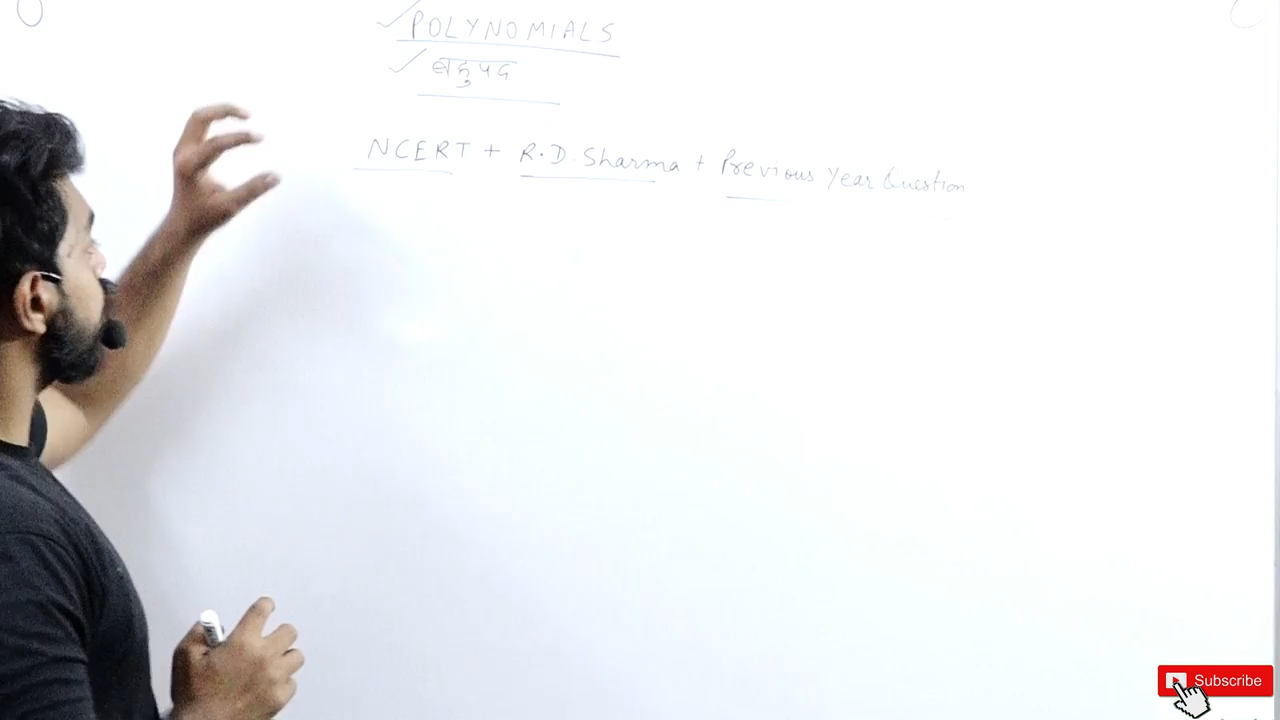 POLYNOMIALS
बहुपद
NCERT + R.D. Sharma + Previous Year Question
Subscribe